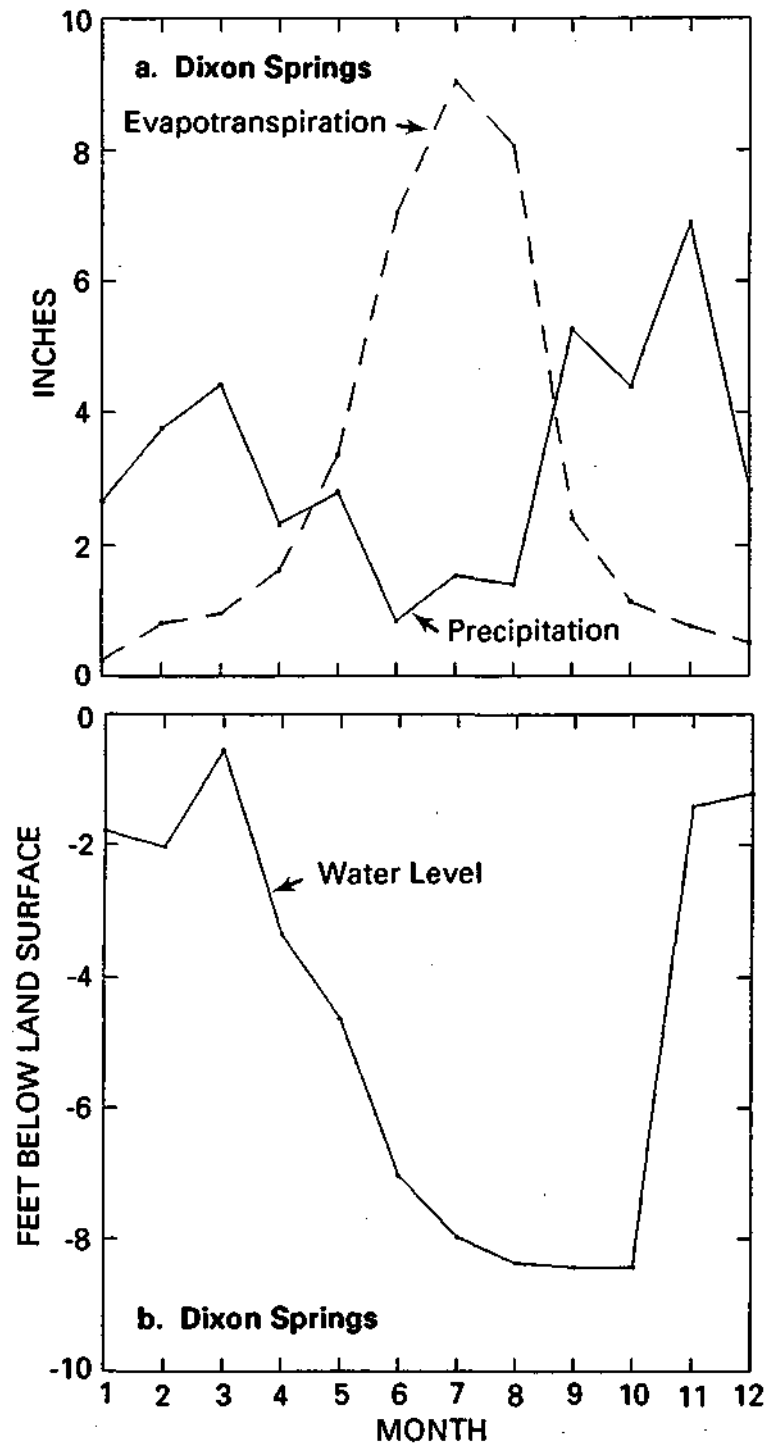 10
a. Dixon Springs
Evapotranspiration
8
6
INCHES
4
2
Precipitation
0
0
-2
Water Level
-4
FEET BELOW LAND SURFACE
-6
-8
b. Dixon Springs
-10
1 2 3 4 5 6 7 8 9 10 11 12
MONTH